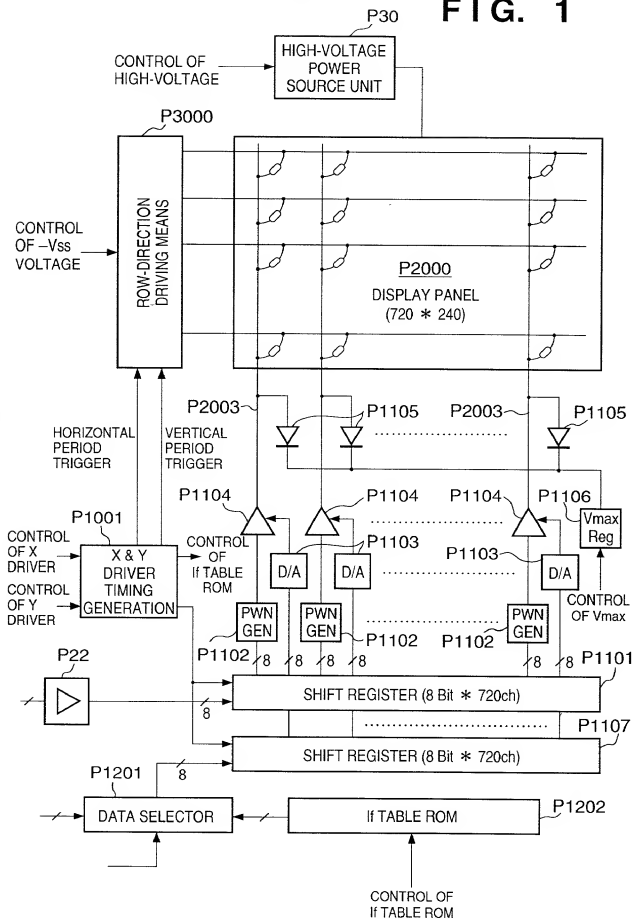 FIG. 1
P30
CONTROL OF
HIGH-VOLTAGE
HIGH-VOLTAGE
POWER
SOURCE UNIT
P3000
CONTROL
OF –Vss
VOLTAGE
ROW-DIRECTION
DRIVING MEANS
P2000
DISPLAY PANEL
(720 * 240)
HORIZONTAL
PERIOD
TRIGGER
VERTICAL
PERIOD
TRIGGER
P2003
P1105
P2003
P1105
P1104
P1104
P1104
P1106
Vmax
Reg
CONTROL
OF X
DRIVER
CONTROL
OF Y
DRIVER
P1001
X & Y
DRIVER
TIMING
GENERATION
CONTROL
OF
If TABLE
ROM
P1103
P1103
D/A
D/A
D/A
CONTROL
OF Vmax
PWN
GEN
PWN
GEN
PWN
GEN
P1102
P1102
P1102
8
8
8
8
8
8
P22
8
P1101
SHIFT REGISTER (8 Bit * 720ch)
P1107
SHIFT REGISTER (8 Bit * 720ch)
P1201
8
DATA SELECTOR
If TABLE ROM
P1202
CONTROL OF
If TABLE ROM